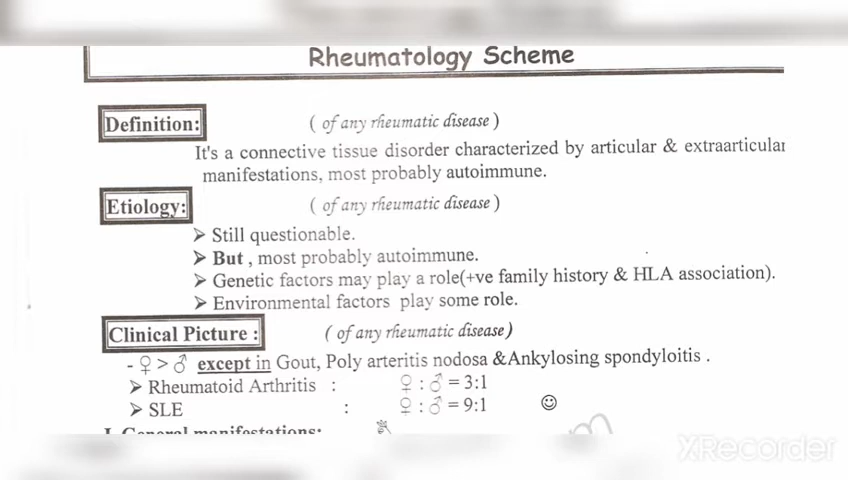 Rheumatology Scheme
Definition: ( of any rheumatic disease )
It's a connective tissue disorder characterized by articular & extraarticular
manifestations, most probably autoimmune.
Etiology: ( of any rheumatic disease )
➤ Still questionable.
➤ But , most probably autoimmune.
➤ Genetic factors may play a role(+ve family history & HLA association).
➤ Environmental factors play some role.
Clinical Picture : ( of any rheumatic disease )
- ♀ > ♂ except in Gout, Poly arteritis nodosa &Ankylosing spondyloitis .
➤ Rheumatoid Arthritis : ♀ : ♂ = 3:1
➤ SLE : ♀ : ♂ = 9:1 ☺
I. General manifestations:
XRecorder